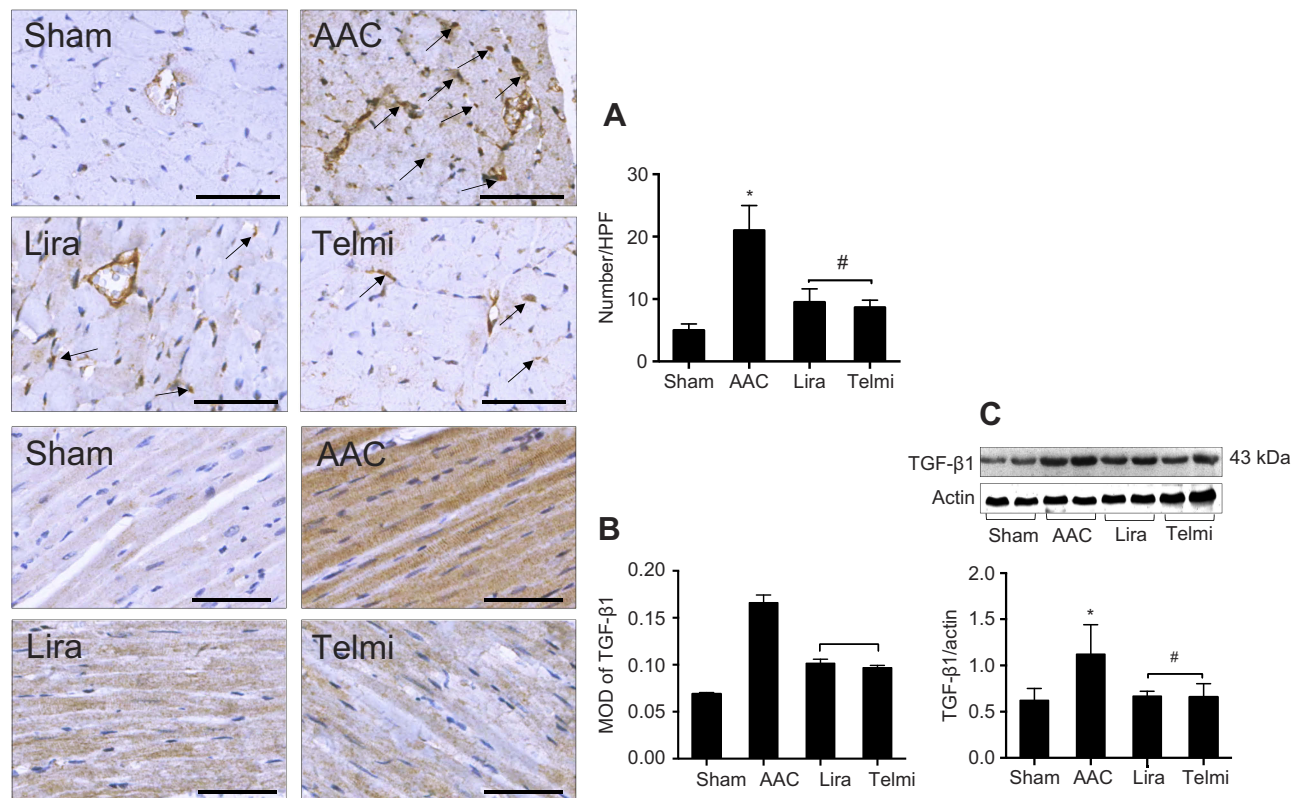 Sham
AAC
Lira
Telmi
Sham
AAC
Lira
Telmi
A
Number/HPF
30
20
10
0
*
#
Sham AAC Lira Telmi
B
MOD of TGF-β1
0.20
0.15
0.10
0.05
0.00
Sham AAC Lira Telmi
C
TGF-β1 43 kDa
Actin
Sham AAC Lira Telmi
TGF-β1/actin
2.0
1.5
1.0
0.5
0.0
*
#
Sham AAC Lira Telmi